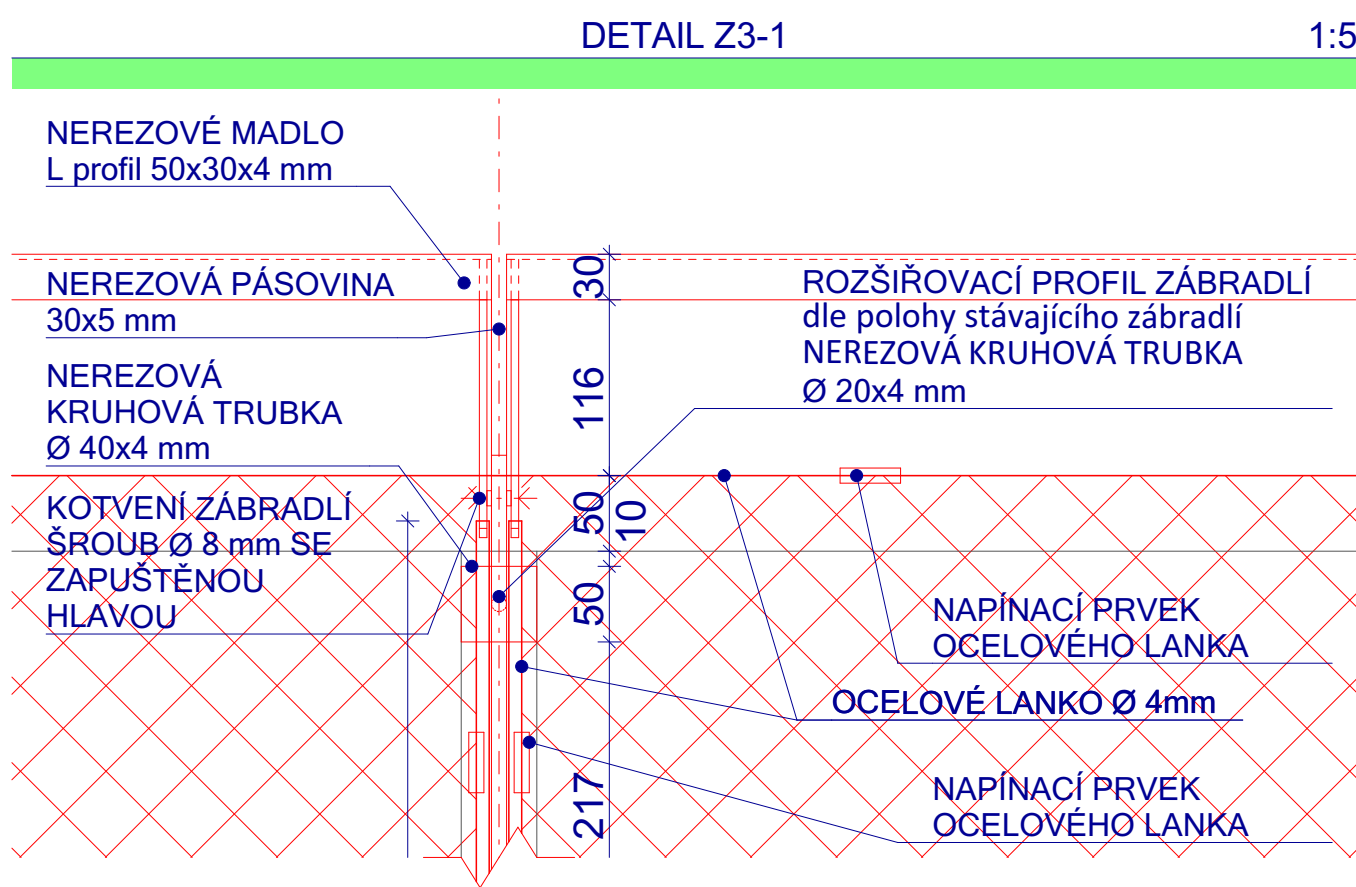 DETAIL Z3-1 1:5
NEREZOVÉ MADLO
L profil 50x30x4 mm
NEREZOVÁ PÁSOVINA
30x5 mm
NEREZOVÁ
KRUHOVÁ TRUBKA
Ø 40x4 mm
KOTVENÍ ZÁBRADLÍ
ŠROUB Ø 8 mm SE
ZAPUŠTĚNOU
HLAVOU
30
116
50
10
50
217
ROZŠIŘOVACÍ PROFIL ZÁBRADLÍ
dle polohy stávajícího zábradlí
NEREZOVÁ KRUHOVÁ TRUBKA
Ø 20x4 mm
NAPÍNACÍ PRVEK
OCELOVÉHO LANKA
OCELOVÉ LANKO Ø 4mm
NAPÍNACÍ PRVEK
OCELOVÉHO LANKA